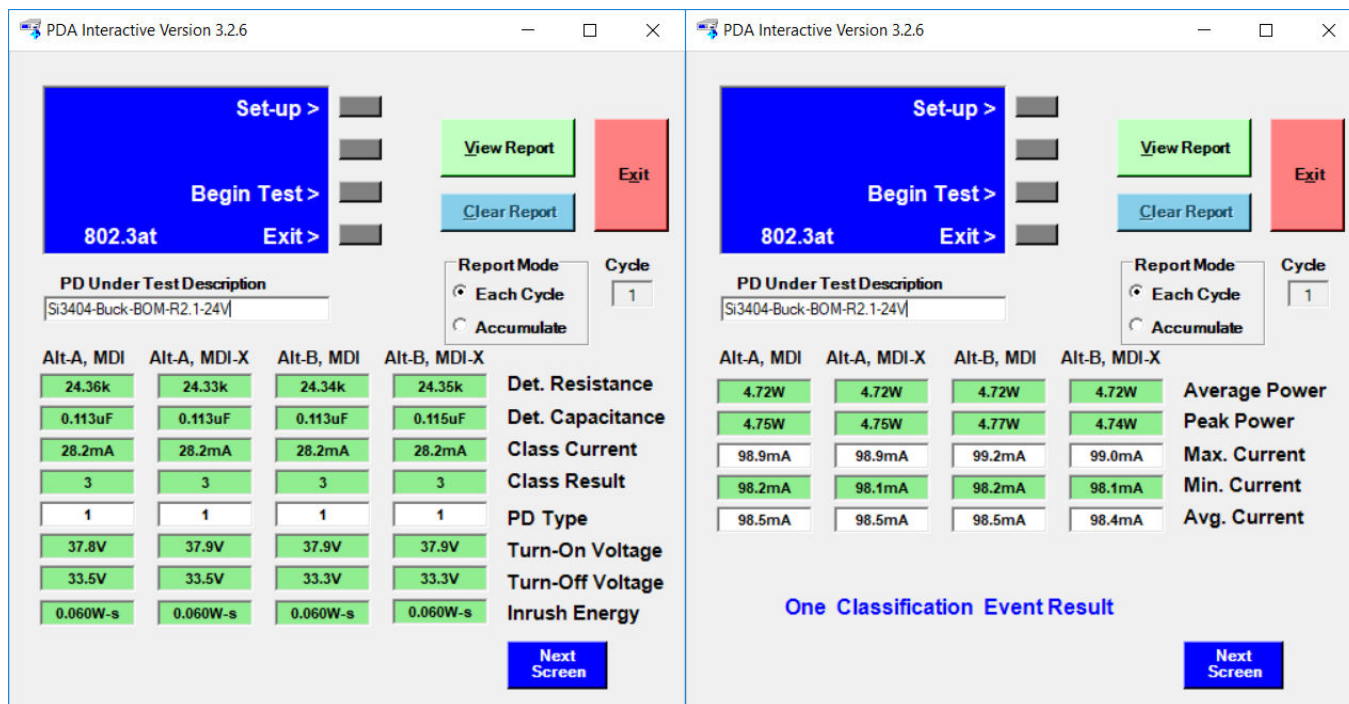 PDA Interactive Version 3.2.6
Set-up >
Begin Test >
802.3at Exit >
View Report
Clear Report
Exit
PD Under Test Description
Si3404-Buck-BOM-R2.1-24V
Report Mode
Each Cycle
Accumulate
Cycle
1
Alt-A, MDI Alt-A, MDI-X Alt-B, MDI Alt-B, MDI-X
24.36k 24.33k 24.34k 24.35k Det. Resistance
0.113uF 0.113uF 0.113uF 0.115uF Det. Capacitance
28.2mA 28.2mA 28.2mA 28.2mA Class Current
3 3 3 3 Class Result
1 1 1 1 PD Type
37.8V 37.9V 37.9V 37.9V Turn-On Voltage
33.5V 33.5V 33.3V 33.3V Turn-Off Voltage
0.060W-s 0.060W-s 0.060W-s 0.060W-s Inrush Energy
Next
Screen
PDA Interactive Version 3.2.6
Set-up >
Begin Test >
802.3at Exit >
View Report
Clear Report
Exit
PD Under Test Description
Si3404-Buck-BOM-R2.1-24V
Report Mode
Each Cycle
Accumulate
Cycle
1
Alt-A, MDI Alt-A, MDI-X Alt-B, MDI Alt-B, MDI-X
4.72W 4.72W 4.72W 4.72W Average Power
4.75W 4.75W 4.77W 4.74W Peak Power
98.9mA 98.9mA 99.2mA 99.0mA Max. Current
98.2mA 98.1mA 98.2mA 98.1mA Min. Current
98.5mA 98.5mA 98.5mA 98.4mA Avg. Current
One Classification Event Result
Next
Screen